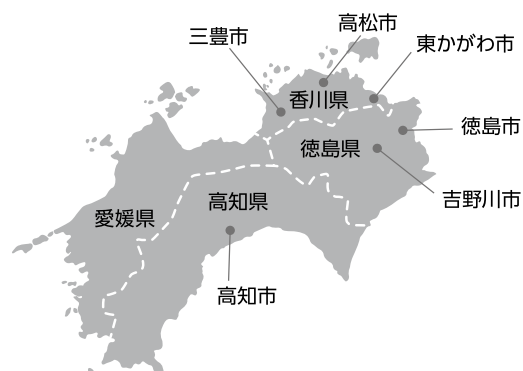 高松市
三豊市
東かがわ市
香川県
徳島市
徳島県
吉野川市
高知県
愛媛県
高知市